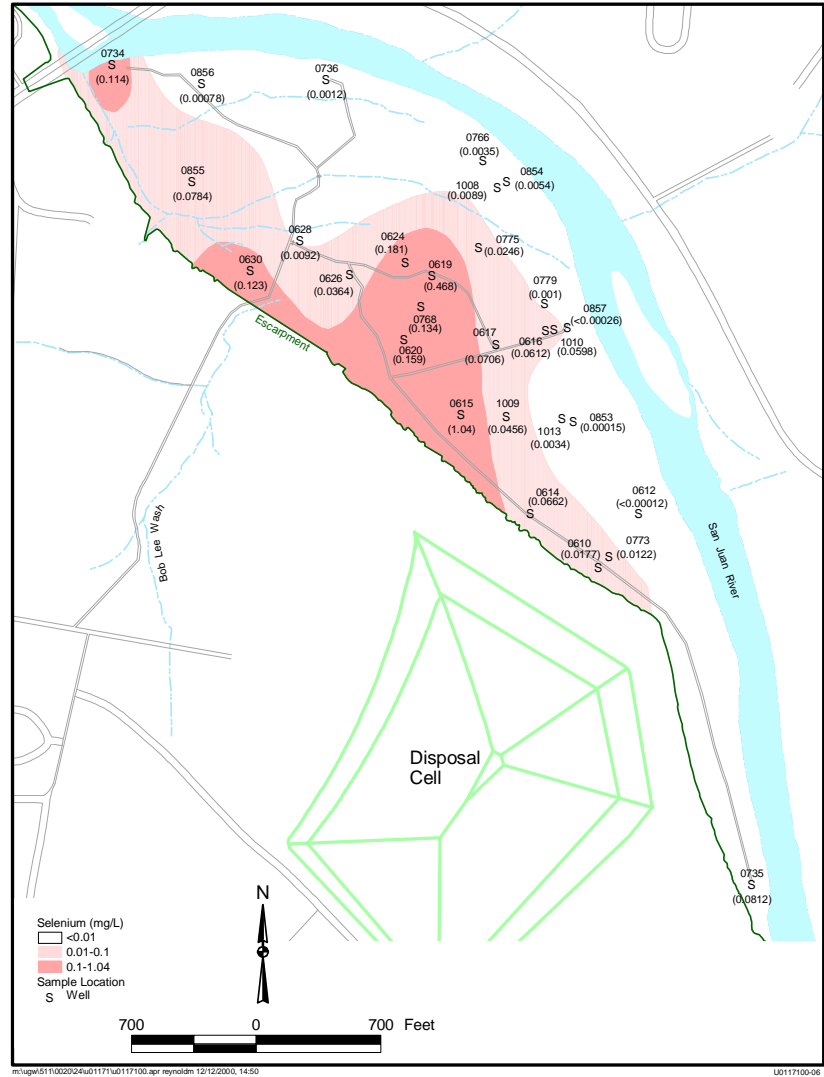 0734
(0.114)
0856
S
(0.00078)
0736
S
(0.0012)
S
0766
(0.0035)
S
0854
S
(0.0054)
1008
(0.0089)
S
0855
S
(0.0784)
0628
S
(0.0092)
0624
(0.181)
S
0775
S
(0.0246)
0630
S
(0.123)
0626
S
(0.0364)
0619
S
(0.468)
0779
(0.001)
S
0768
S
(0.134)
0857
(<0.00026)
S
0617
S
(0.0706)
0616
S
(0.0612)
1010
S
(0.0598)
0620
S
(0.159)
Escarpment
0615
S
(1.04)
1009
S
(0.0456)
1013
S
(0.0034)
0853
S
(0.00015)
0614
(0.0662)
S
0612
(<0.00012)
S
0610
(0.0177)
S
0773
S
(0.0122)
Bob Lee Wash
San Juan River
Disposal
Cell
0735
S
(0.0812)
N
Selenium (mg/L)
<0.01
0.01-0.1
0.1-1.04
Sample Location
S Well
700 0 700 Feet
m:\ugw\511\0020\24\u01171\u0117100.apr reynoldm 12/12/2000, 14:50
U0117100-06